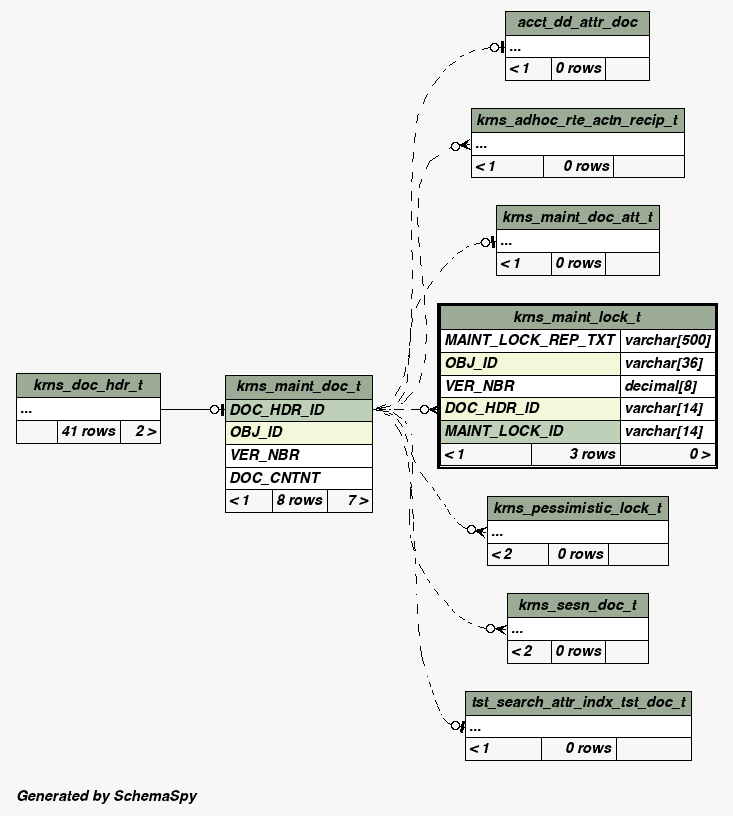 acct_dd_attr_doc
...
< 1 0 rows
krns_adhoc_rte_actn_recip_t
...
< 1 0 rows
krns_maint_doc_att_t
...
< 1 0 rows
krns_maint_lock_t
MAINT_LOCK_REP_TXT varchar[500]
OBJ_ID varchar[36]
VER_NBR decimal[8]
DOC_HDR_ID varchar[14]
MAINT_LOCK_ID varchar[14]
< 1 3 rows 0 >
krns_doc_hdr_t
...
41 rows 2 >
krns_maint_doc_t
DOC_HDR_ID
OBJ_ID
VER_NBR
DOC_CNTNT
< 1 8 rows 7 >
krns_pessimistic_lock_t
...
< 2 0 rows
krns_sesn_doc_t
...
< 2 0 rows
tst_search_attr_indx_tst_doc_t
...
< 1 0 rows
Generated by SchemaSpy